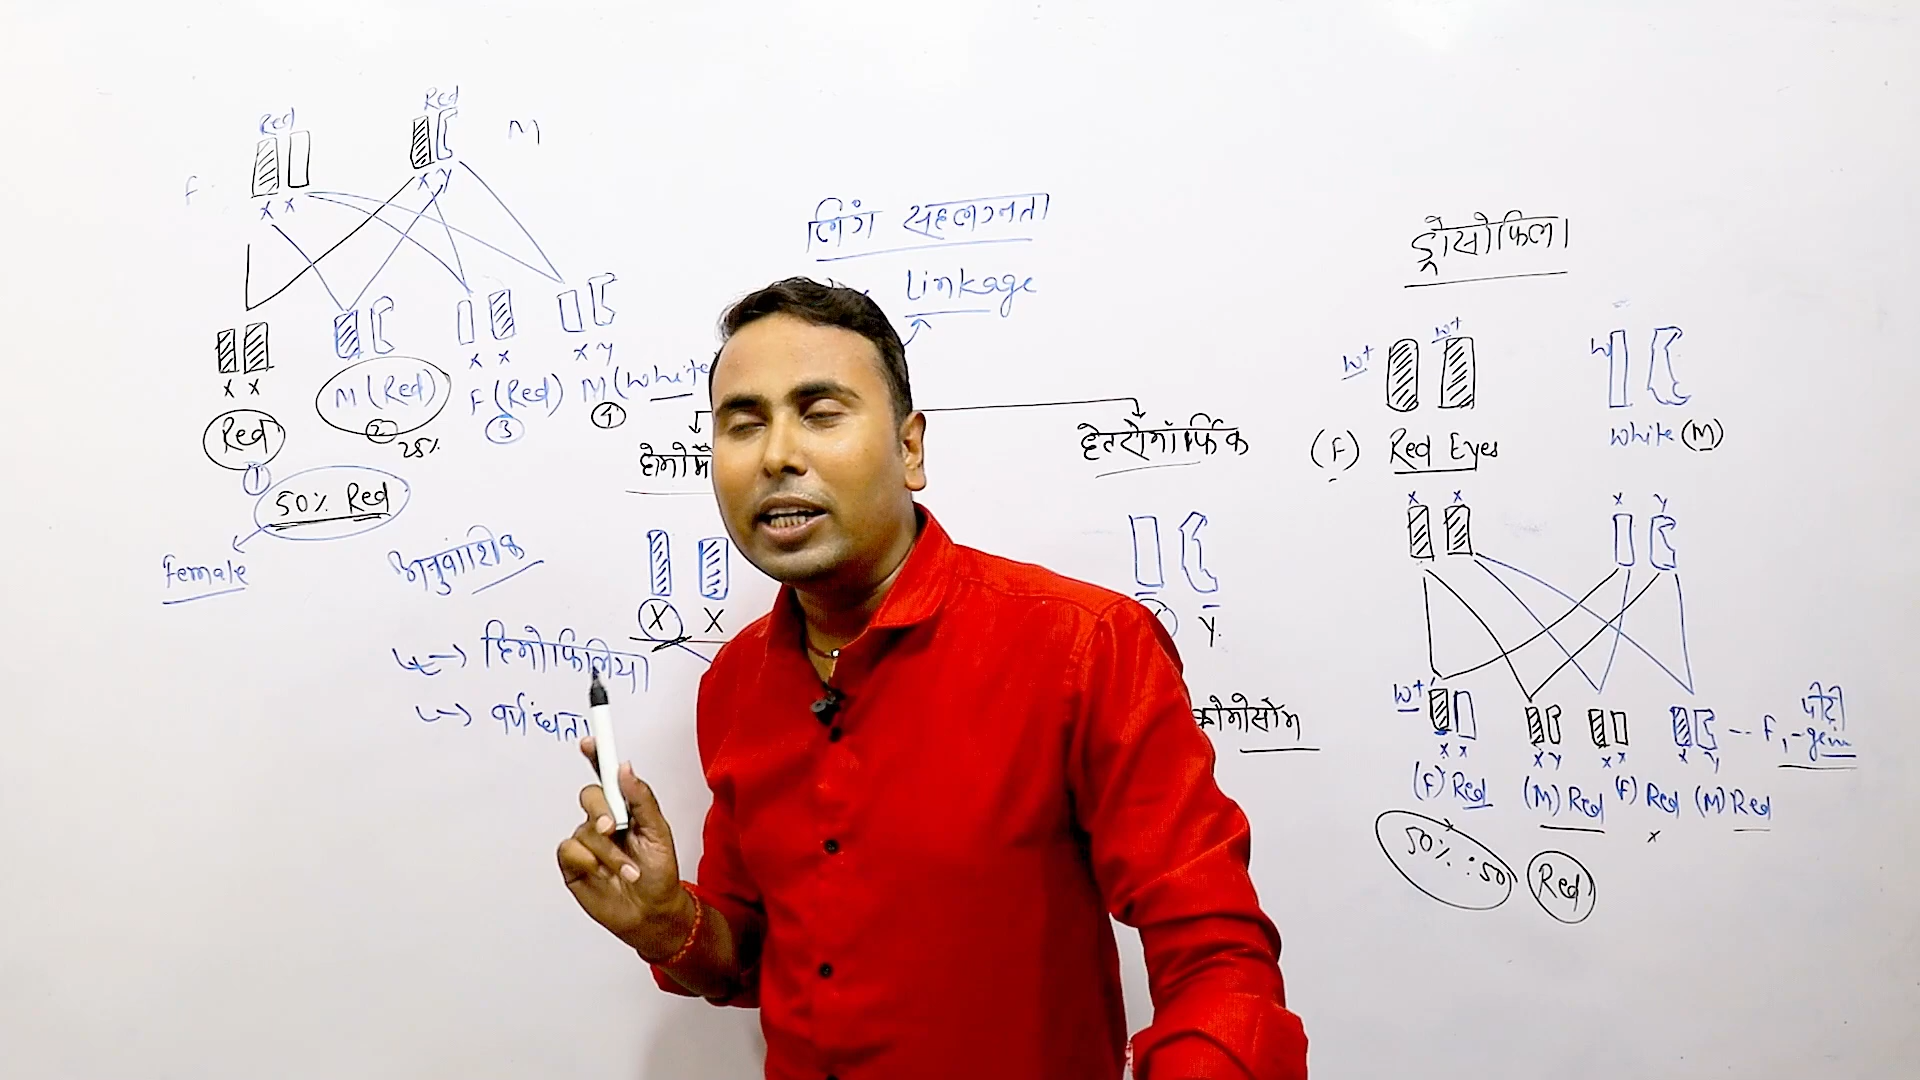 Red Red
M
F
X X X Y
X X
X X
X Y
Red
M (Red)
F (Red)
M (White
1
2
3
4
25%
50% Red
Female
लिंग सहलग्नता
Linkage
होमोमॉ
हेटरोमॉर्फिक
X X
Y
अनुवांशिक
→ हिमोफिलिया
→ वर्णांधता
क्रोमोसोम
ड्रोसोफिला
W+ W+ W
(F) Red Eyes
White (M)
X X X Y
W+
X X X Y X X X Y
-- F1 - पीढ़ी
gen
(F) Red (M) Red (F) Red (M) Red
x
50% : 50 Red